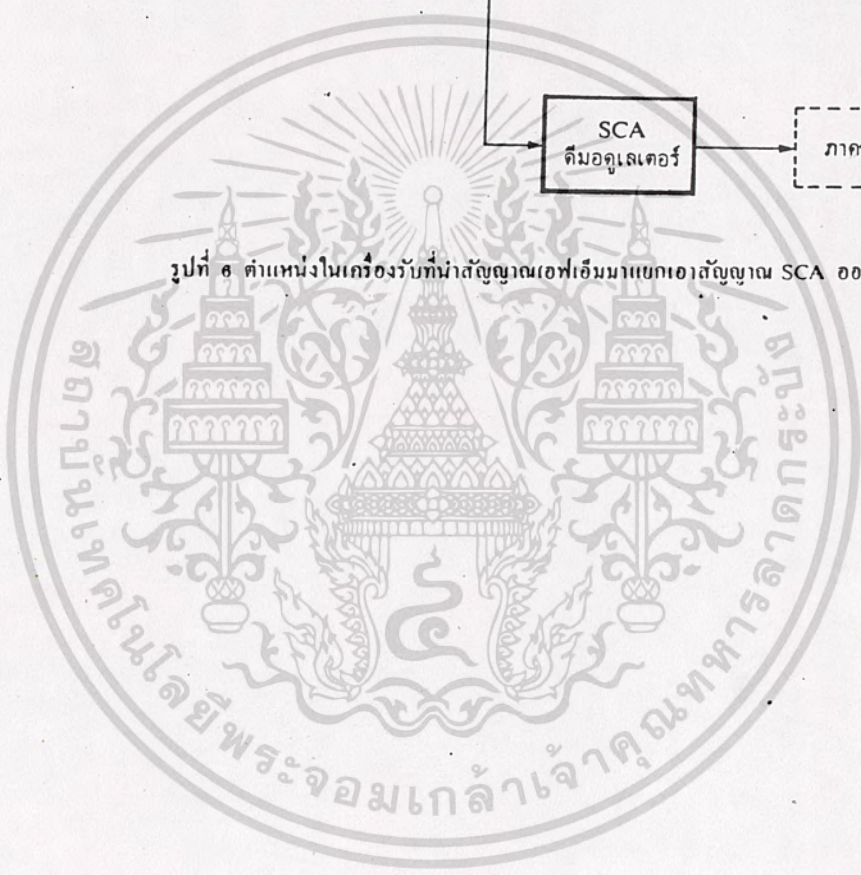 SCA
ดีมอดูเลเตอร์
ภาค
รูปที่ 6 ตำแหน่งในเครื่องรับที่นำสัญญาณเอฟเอ็มมาแยกเอาสัญญาณ SCA ออ
สถาบันเทคโนโลยีพระจอมเกล้าเจ้าคุณทหารลาดกระบัง
๔